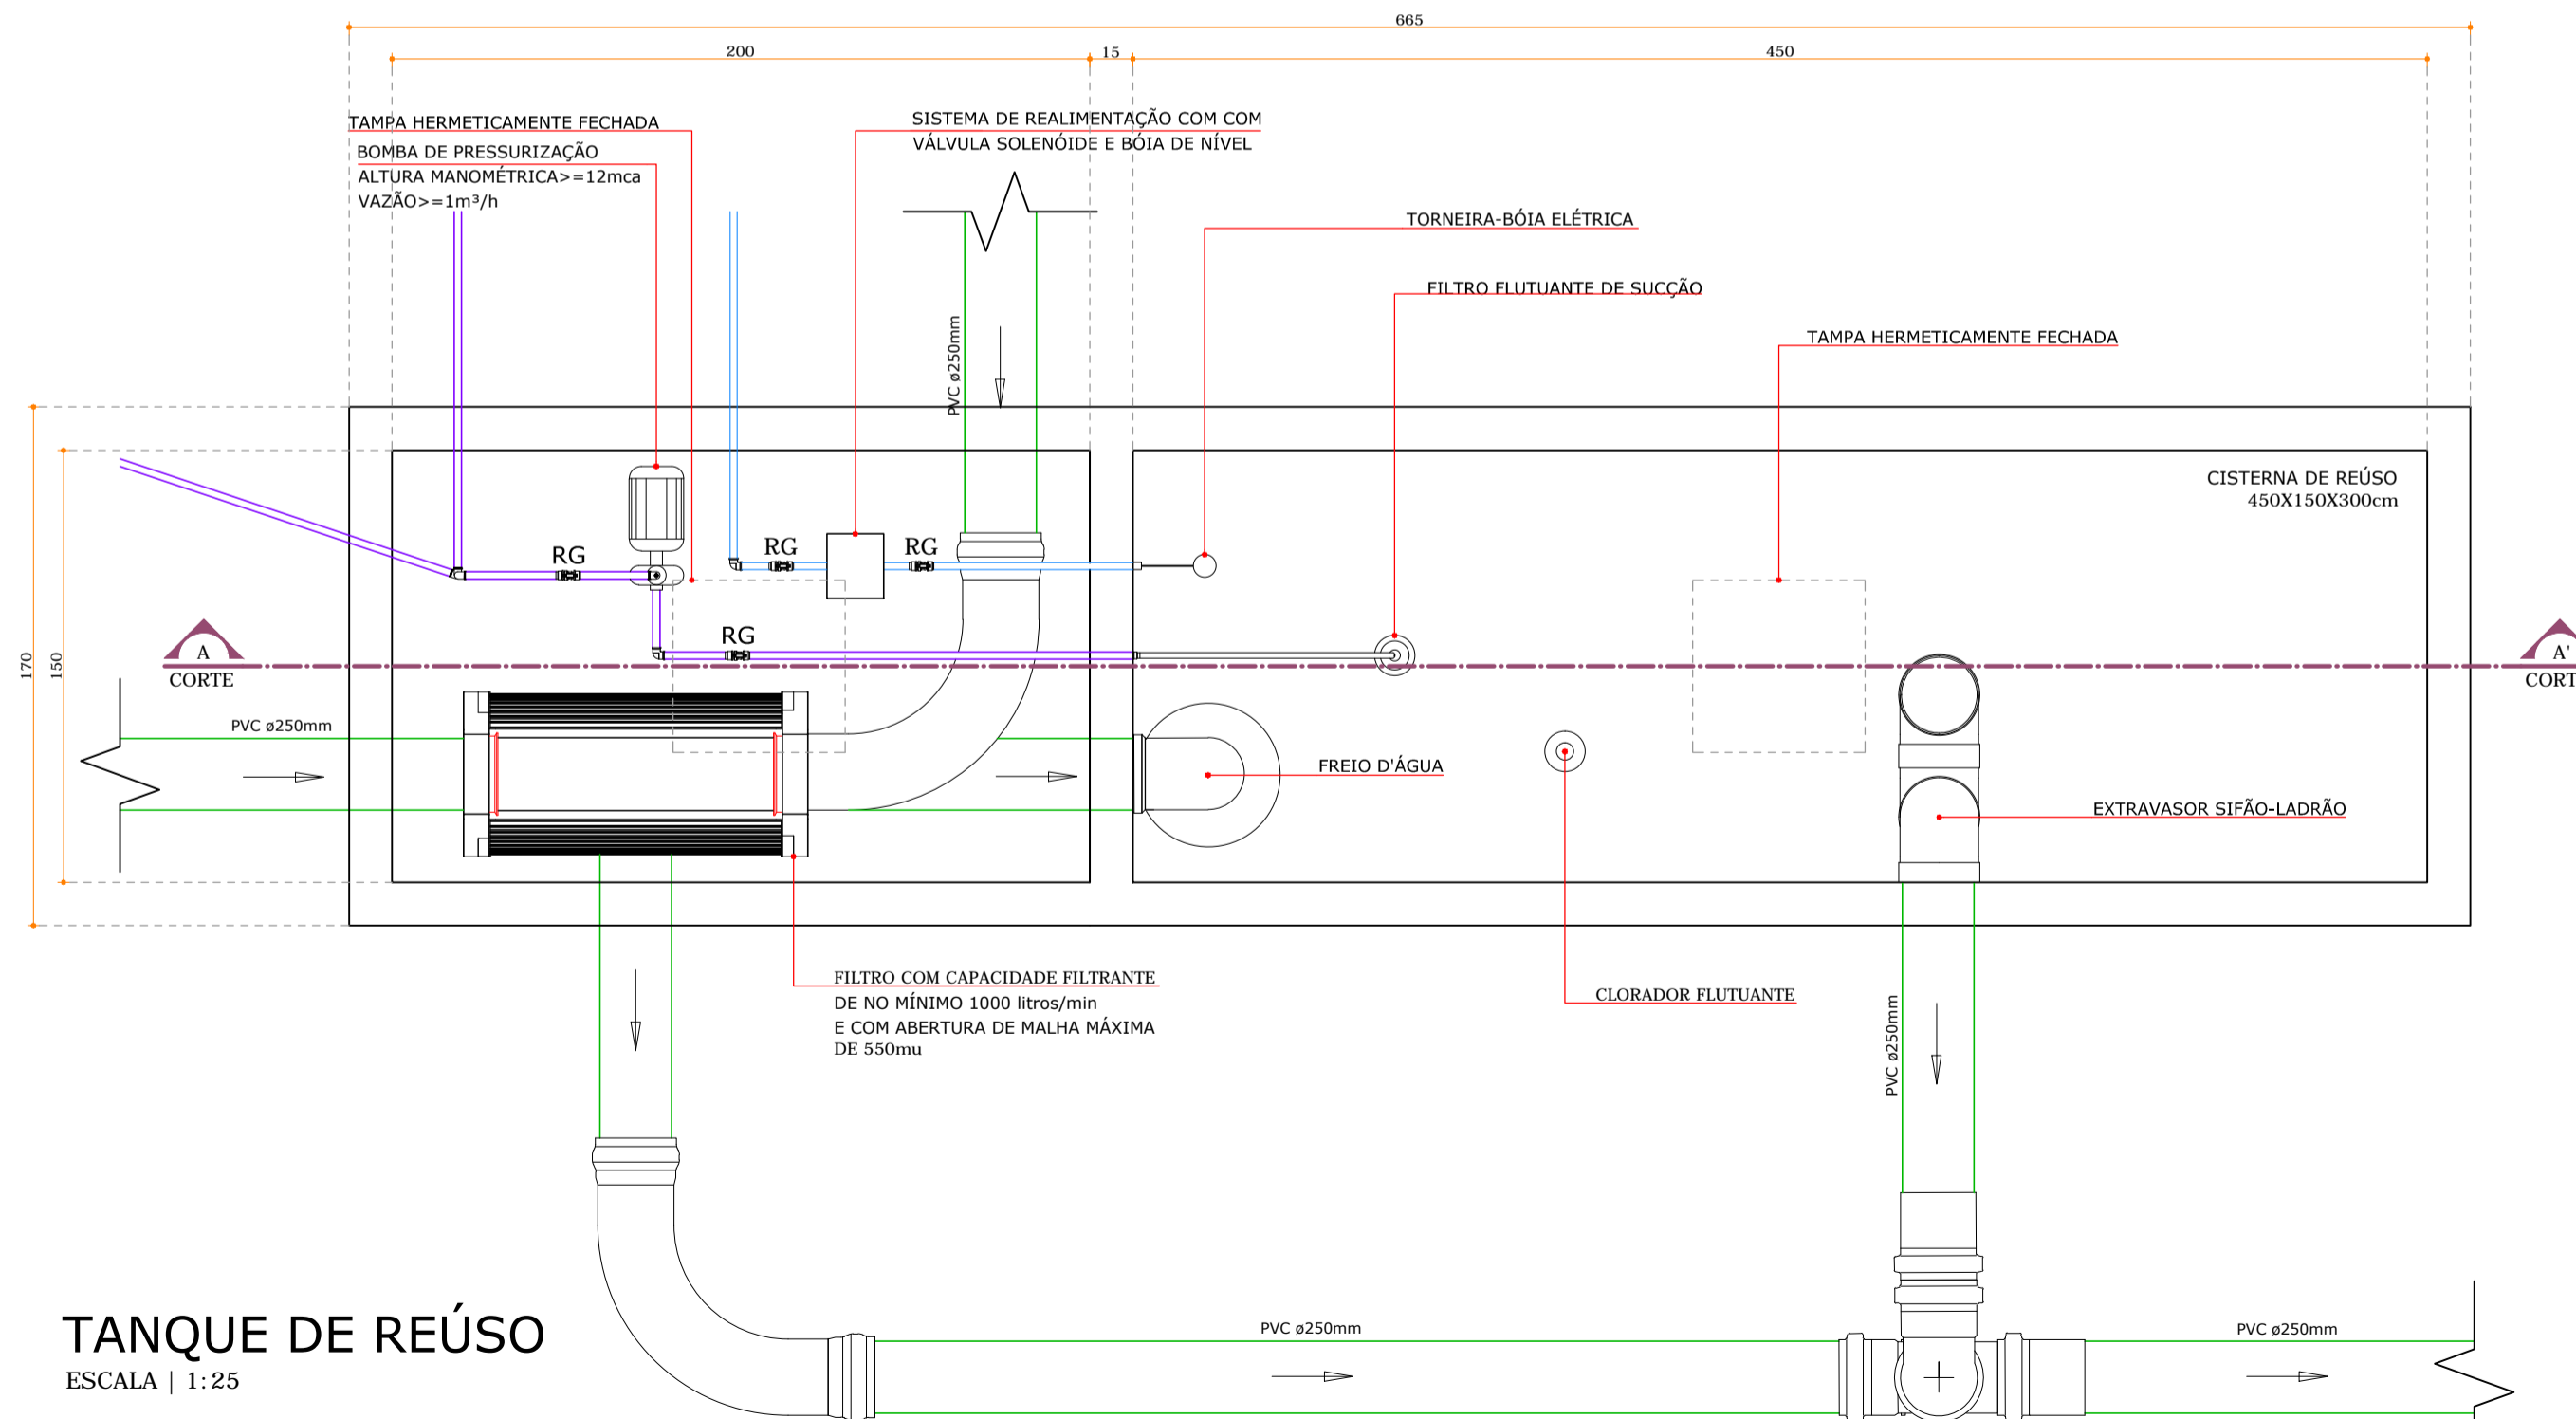 665
200
15
450
TAMPA HERMETICAMENTE FECHADA
BOMBA DE PRESSURIZAÇÃO
ALTURA MANOMÉTRICA>=12mca
VAZÃO>=1m³/h
SISTEMA DE REALIMENTAÇÃO COM COM
VÁLVULA SOLENÓIDE E BÓIA DE NÍVEL
TORNEIRA-BÓIA ELÉTRICA
FILTRO FLUTUANTE DE SUCÇÃO
TAMPA HERMETICAMENTE FECHADA
PVC ø250mm
CISTERNA DE REÚSO
450X150X300cm
RG
RG
RG
RG
170
150
A
CORTE
A'
CORT
PVC ø250mm
FREIO D'ÁGUA
EXTRAVASOR SIFÃO-LADRÃO
FILTRO COM CAPACIDADE FILTRANTE
DE NO MÍNIMO 1000 litros/min
E COM ABERTURA DE MALHA MÁXIMA
DE 550mu
CLORADOR FLUTUANTE
PVC ø250mm
TANQUE DE REÚSO
ESCALA | 1:25
PVC ø250mm
PVC ø250mm